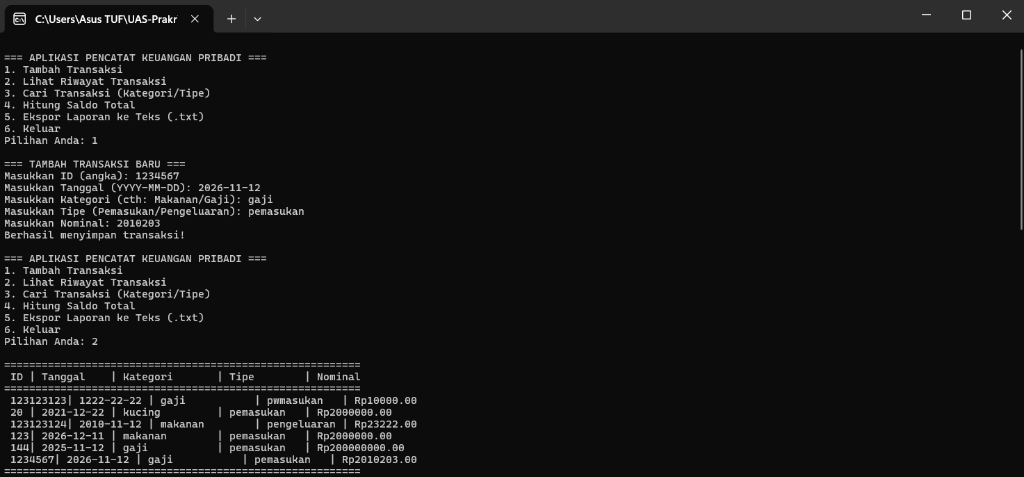 C:\Users\Asus TUF\UAS-Prakr
=== APLIKASI PENCATAT KEUANGAN PRIBADI ===
1. Tambah Transaksi
2. Lihat Riwayat Transaksi
3. Cari Transaksi (Kategori/Tipe)
4. Hitung Saldo Total
5. Ekspor Laporan ke Teks (.txt)
6. Keluar
Pilihan Anda: 1
=== TAMBAH TRANSAKSI BARU ===
Masukkan ID (angka): 1234567
Masukkan Tanggal (YYYY-MM-DD): 2026-11-12
Masukkan Kategori (cth: Makanan/Gaji): gaji
Masukkan Tipe (Pemasukan/Pengeluaran): pemasukan
Masukkan Nominal: 2010203
Berhasil menyimpan transaksi!
=== APLIKASI PENCATAT KEUANGAN PRIBADI ===
1. Tambah Transaksi
2. Lihat Riwayat Transaksi
3. Cari Transaksi (Kategori/Tipe)
4. Hitung Saldo Total
5. Ekspor Laporan ke Teks (.txt)
6. Keluar
Pilihan Anda: 2
=========================================================
ID | Tanggal | Kategori | Tipe | Nominal
=========================================================
123123123| 1222-22-22 | gaji | pwmasukan | Rp10000.00
20 | 2021-12-22 | kucing | pemasukan | Rp2000000.00
123123124| 2010-11-12 | makanan | pengeluaran | Rp23222.00
123| 2026-12-11 | makanan | pemasukan | Rp2000000.00
144| 2025-11-12 | gaji | pemasukan | Rp200000000.00
1234567| 2026-11-12 | gaji | pemasukan | Rp2010203.00
=========================================================